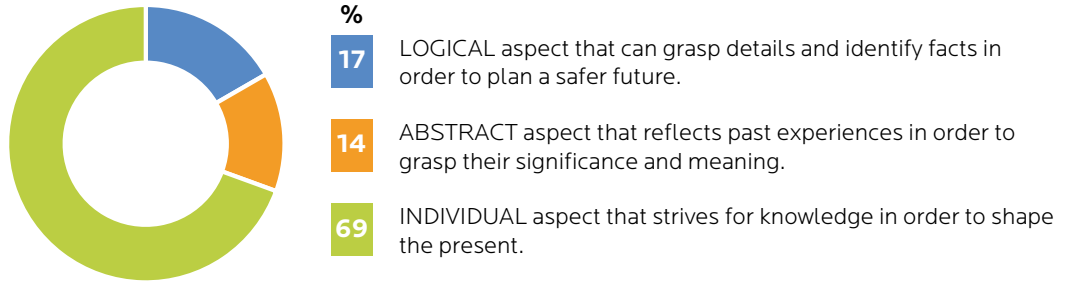 %
17
LOGICAL aspect that can grasp details and identify facts in
order to plan a safer future.
14
ABSTRACT aspect that reflects past experiences in order to
grasp their significance and meaning.
69
INDIVIDUAL aspect that strives for knowledge in order to shape
the present.